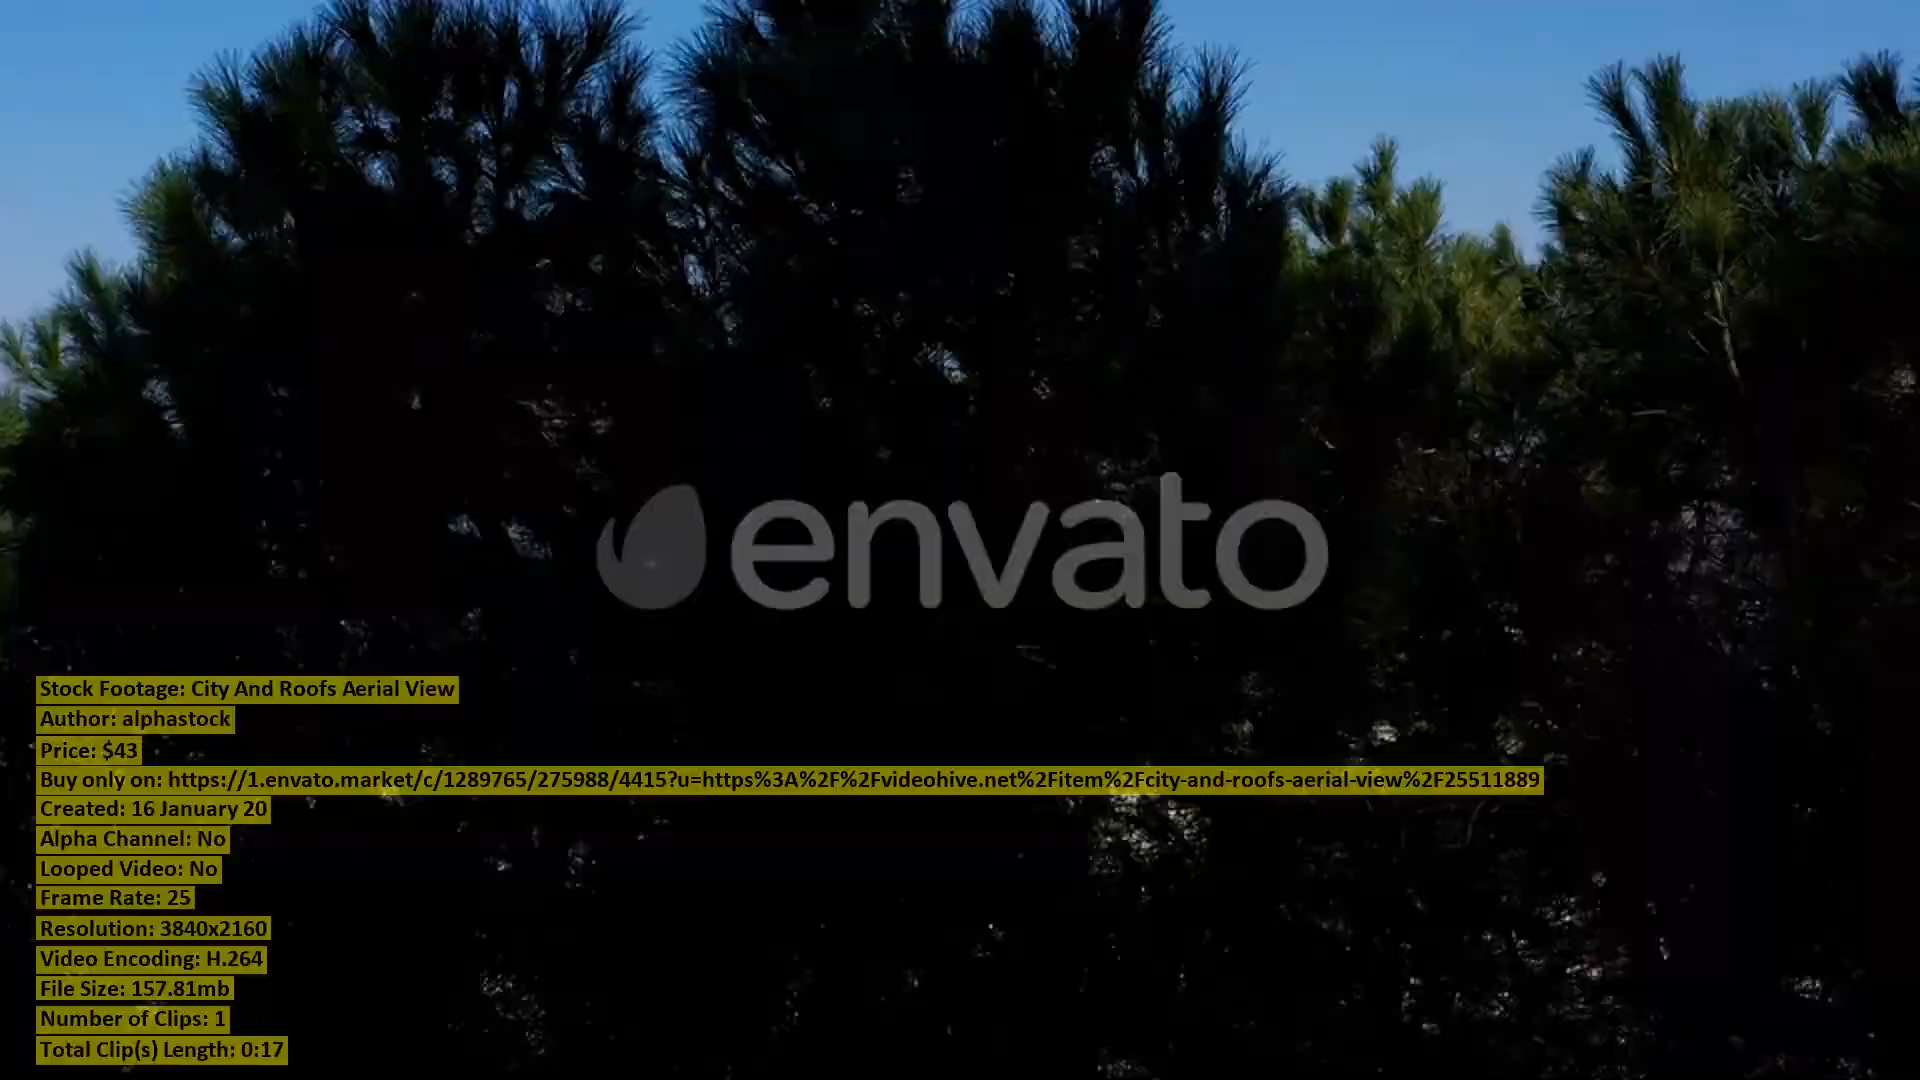 envato
Stock Footage: City And Roofs Aerial View
Author: alphastock
Price: $43
Buy only on: https://1.envato.market/c/1289765/275988/4415?u=https%3A%2F%2Fvideohive.net%2Fitem%2Fcity-and-roofs-aerial-view%2F25511889
Created: 16 January 20
Alpha Channel: No
Looped Video: No
Frame Rate: 25
Resolution: 3840x2160
Video Encoding: H.264
File Size: 157.81mb
Number of Clips: 1
Total Clip(s) Length: 0:17